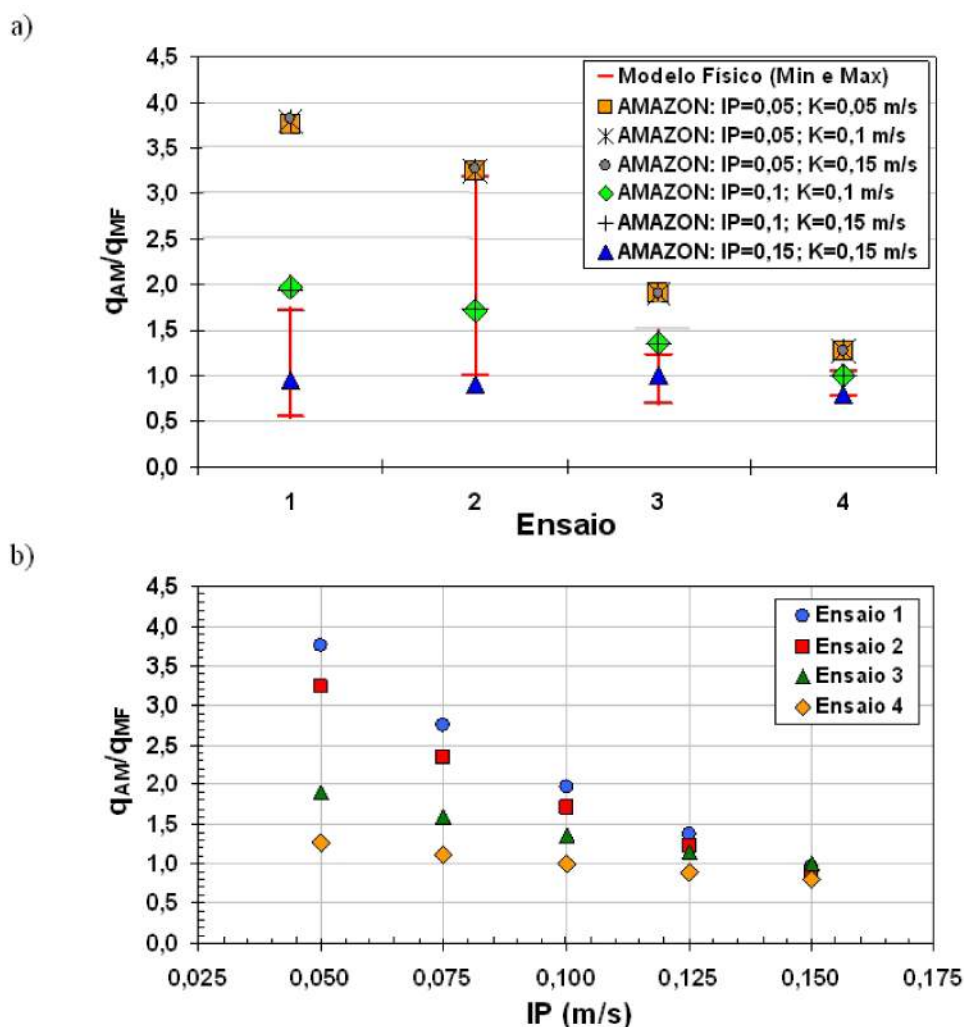 a)
4,5
4,0
3,5
3,0
2,5
2,0
1,5
1,0
0,5
0,0
qAM/qMF
Modelo Físico (Min e Max)
AMAZON: IP=0,05; K=0,05 m/s
AMAZON: IP=0,05; K=0,1 m/s
AMAZON: IP=0,05; K=0,15 m/s
AMAZON: IP=0,1; K=0,1 m/s
AMAZON: IP=0,1; K=0,15 m/s
AMAZON: IP=0,15; K=0,15 m/s
1 2 3 4
Ensaio
b)
4,5
4,0
3,5
3,0
2,5
2,0
1,5
1,0
0,5
0,0
qAM/qMF
Ensaio 1
Ensaio 2
Ensaio 3
Ensaio 4
0,025 0,050 0,075 0,100 0,125 0,150 0,175
IP (m/s)